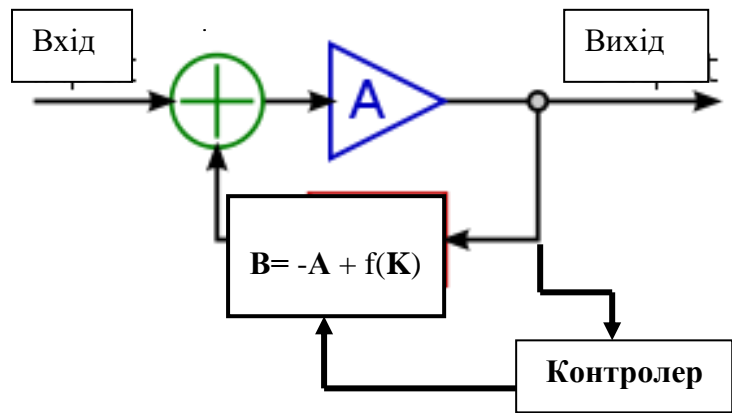 Вхід
Вихід
A
B= -A + f(K)
Контролер